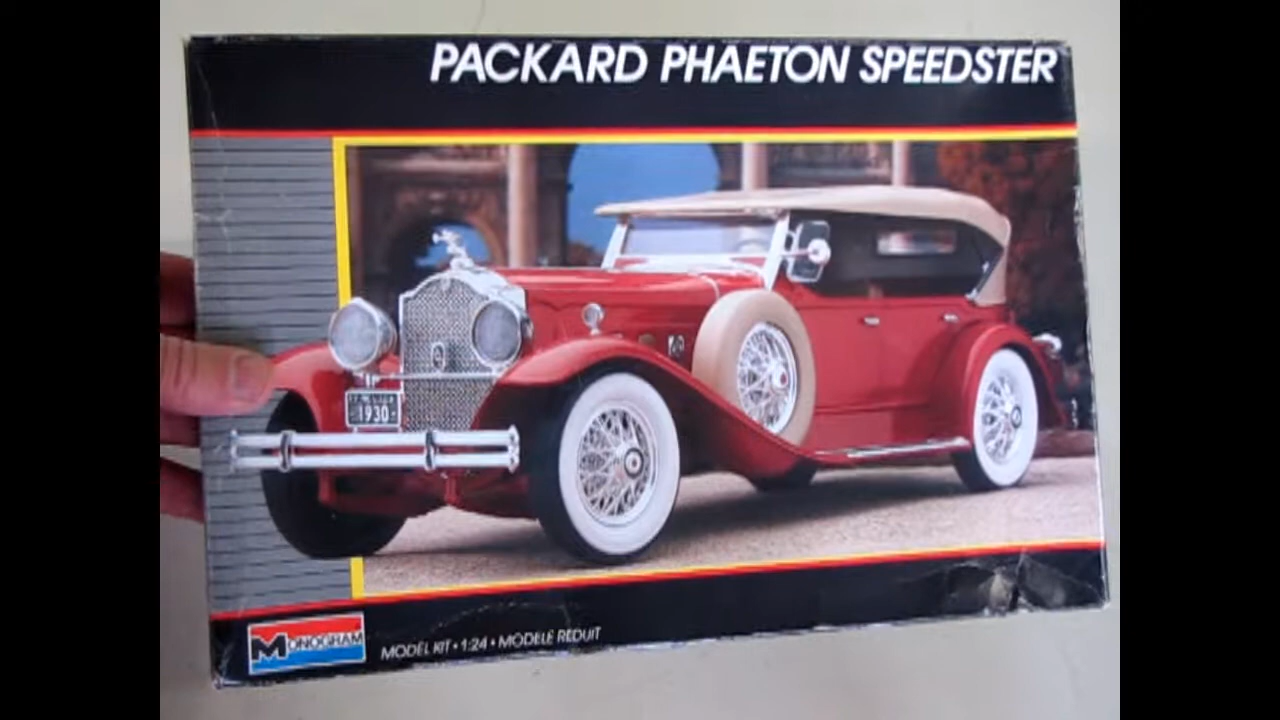 PACKARD PHAETON SPEEDSTER
1930
MONOGRAM
MODEL KIT • 1:24 • MODELE REDUIT